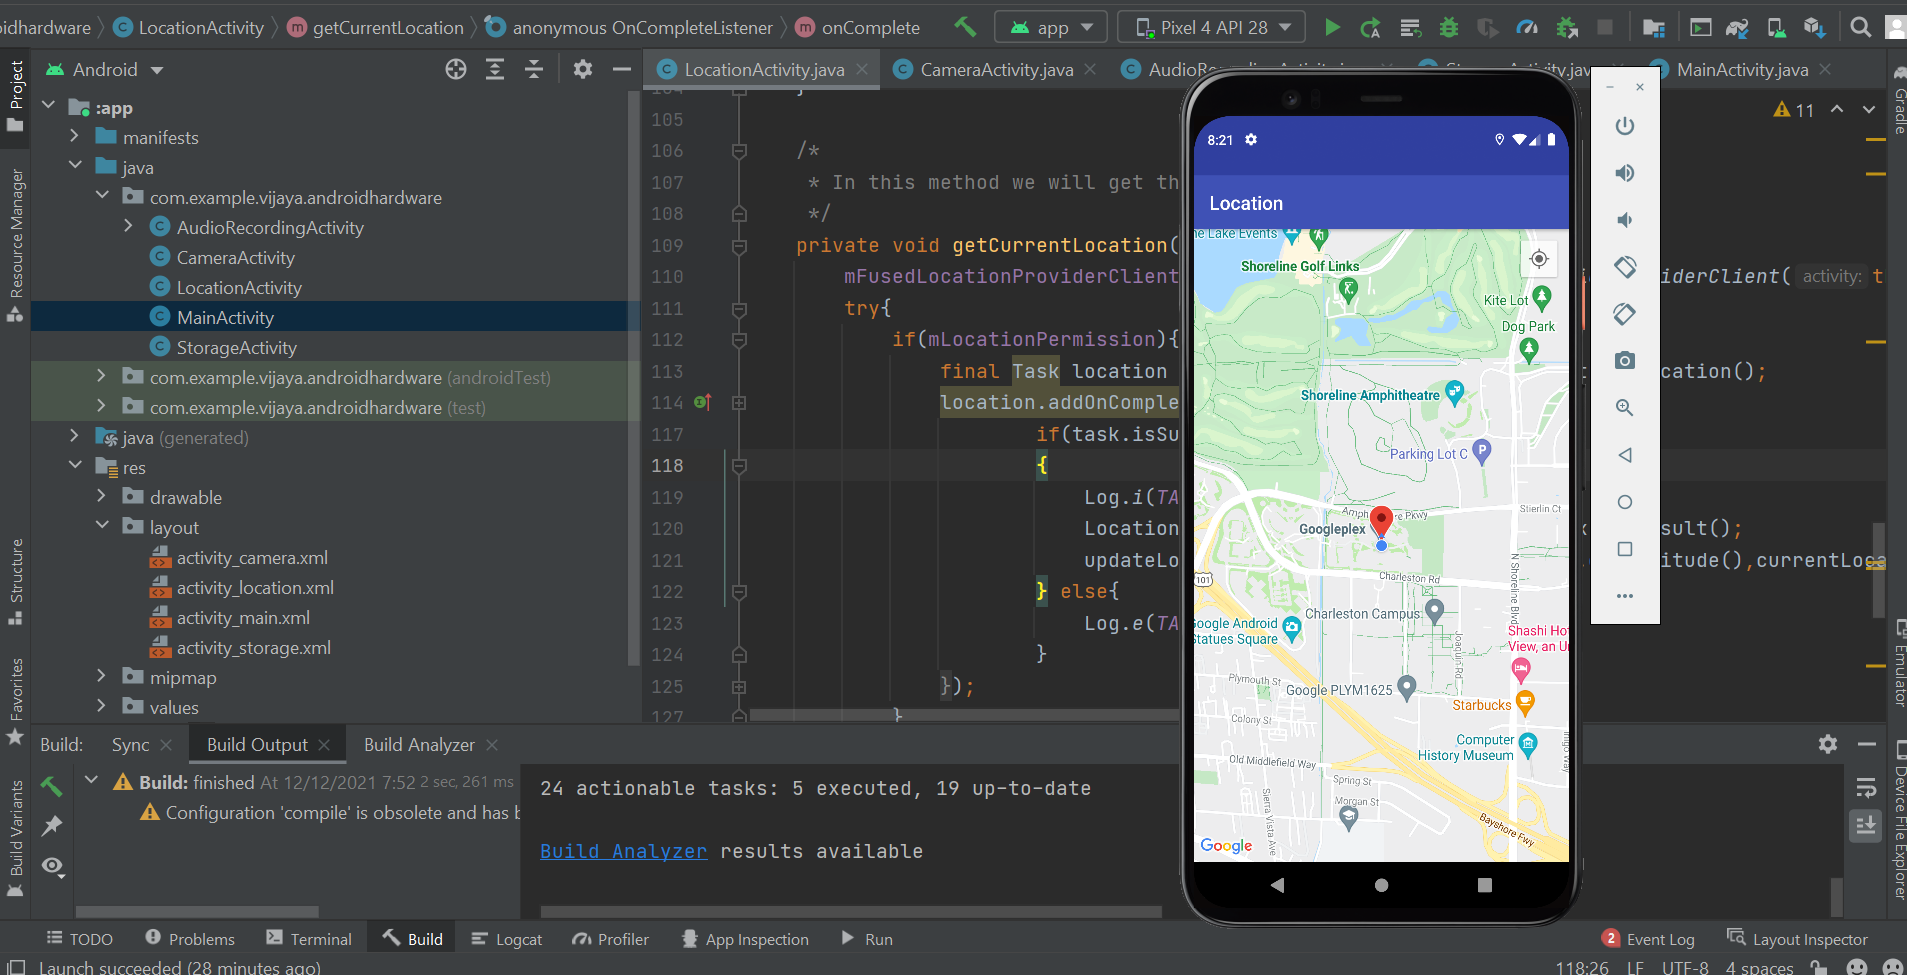 oidhardware LocationActivity getCurrentLocation anonymous OnCompleteListener onComplete app Pixel 4 API 28
Project
Resource Manager
Structure
Favorites
Build Variants
Android
:app
manifests
java
com.example.vijaya.androidhardware
AudioRecordingActivity
CameraActivity
LocationActivity
MainActivity
StorageActivity
com.example.vijaya.androidhardware (androidTest)
com.example.vijaya.androidhardware (test)
java (generated)
res
drawable
layout
activity_camera.xml
activity_location.xml
activity_main.xml
activity_storage.xml
mipmap
values
LocationActivity.java CameraActivity.java MainActivity.java
11
105
106 /*
107 * In this method we will get th
108 */
109 private void getCurrentLocation(
110 mFusedLocationProviderClient iderClient( activity: t
111 try{
112 if(mLocationPermission){
113 final Task location cation();
114 location.addOnComple
117 if(task.isSu
118 {
119 Log.i(TA
120 Location sult();
121 updateLo itude(),currentLoca
122 } else{
123 Log.e(TA
124 }
125 });
127 }
8:21
Location
ne Lake Events
Shoreline Golf Links
Kite Lot
Dog Park
Shoreline Amphitheatre
Parking Lot C
Stierlin Ct
Googleplex
101
Charleston Rd
N Shoreline Blvd
Charleston Campus
Google Android
Statues Square
Joaquin Rd
Shashi Hot
View, an Ur
Plymouth St
Google PLYM1625
Starbucks
Colony St
Computer
History Museum
Inigo Way
Old Middlefield Way
Spring St
Morgan St
Sierra Vista Ave
Bayshore Fwy
Google
Gradle
Emulator
Device File Explorer
Build: Sync Build Output Build Analyzer
Build: finished At 12/12/2021 7:52 2 sec, 261 ms
Configuration 'compile' is obsolete and has b
24 actionable tasks: 5 executed, 19 up-to-date
Build Analyzer results available
TODO Problems Terminal Build Logcat Profiler App Inspection Run 2 Event Log Layout Inspector
Launch succeeded (28 minutes ago) 118:26 LF UTF-8 4 spaces